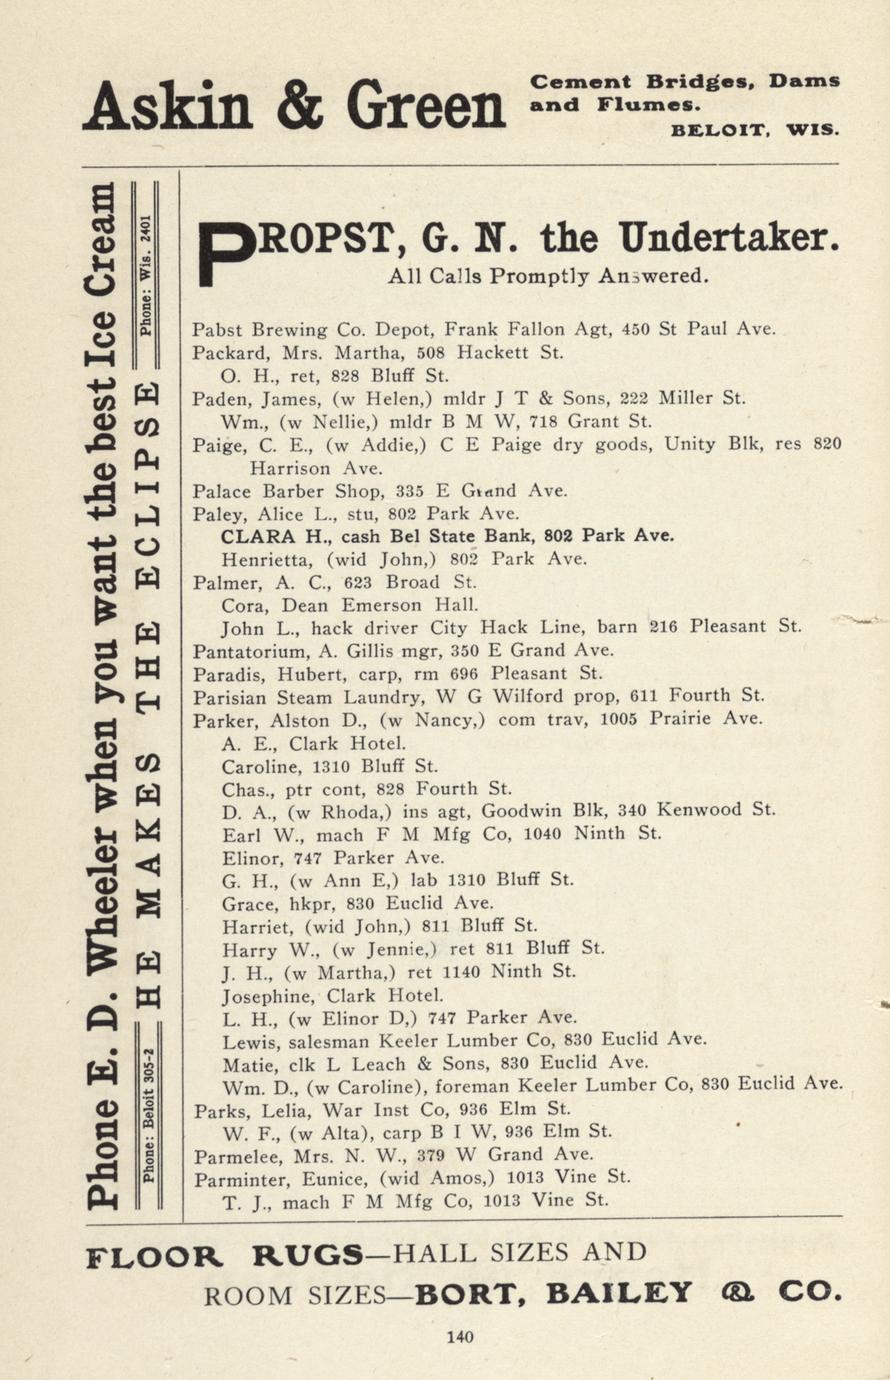 Askin & Green
Cement Bridges, Dams
and Flumes.
BELOIT, WIS.
Phone E. D. Wheeler when you want the best Ice Cream
Phone: Beloit 305-2
HE MAKES THE ECLIPSE
Phone: Wis. 2401
PROPST, G. N. the Undertaker.
All Calls Promptly Answered.
Pabst Brewing Co. Depot, Frank Fallon Agt, 450 St Paul Ave.
Packard, Mrs. Martha, 508 Hackett St.
O. H., ret, 828 Bluff St.
Paden, James, (w Helen,) mldr J T & Sons, 222 Miller St.
Wm., (w Nellie,) mldr B M W, 718 Grant St.
Paige, C. E., (w Addie,) C E Paige dry goods, Unity Blk, res 820
Harrison Ave.
Palace Barber Shop, 335 E Grand Ave.
Paley, Alice L., stu, 802 Park Ave.
CLARA H., cash Bel State Bank, 802 Park Ave.
Henrietta, (wid John,) 802 Park Ave.
Palmer, A. C., 623 Broad St.
Cora, Dean Emerson Hall.
John L., hack driver City Hack Line, barn 216 Pleasant St.
Pantatorium, A. Gillis mgr, 350 E Grand Ave.
Paradis, Hubert, carp, rm 696 Pleasant St.
Parisian Steam Laundry, W G Wilford prop, 611 Fourth St.
Parker, Alston D., (w Nancy,) com trav, 1005 Prairie Ave.
A. E., Clark Hotel.
Caroline, 1310 Bluff St.
Chas., ptr cont, 828 Fourth St.
D. A., (w Rhoda,) ins agt, Goodwin Blk, 340 Kenwood St.
Earl W., mach F M Mfg Co, 1040 Ninth St.
Elinor, 747 Parker Ave.
G. H., (w Ann E,) lab 1310 Bluff St.
Grace, hkpr, 830 Euclid Ave.
Harriet, (wid John,) 811 Bluff St.
Harry W., (w Jennie,) ret 811 Bluff St.
J. H., (w Martha,) ret 1140 Ninth St.
Josephine, Clark Hotel.
L. H., (w Elinor D,) 747 Parker Ave.
Lewis, salesman Keeler Lumber Co, 830 Euclid Ave.
Matie, clk L Leach & Sons, 830 Euclid Ave.
Wm. D., (w Caroline), foreman Keeler Lumber Co, 830 Euclid Ave.
Parks, Lelia, War Inst Co, 936 Elm St.
W. F., (w Alta), carp B I W, 936 Elm St.
Parmelee, Mrs. N. W., 379 W Grand Ave.
Parminter, Eunice, (wid Amos,) 1013 Vine St.
T. J., mach F M Mfg Co, 1013 Vine St.
FLOOR RUGS—HALL SIZES AND
ROOM SIZES—BORT, BAILEY & CO.
140